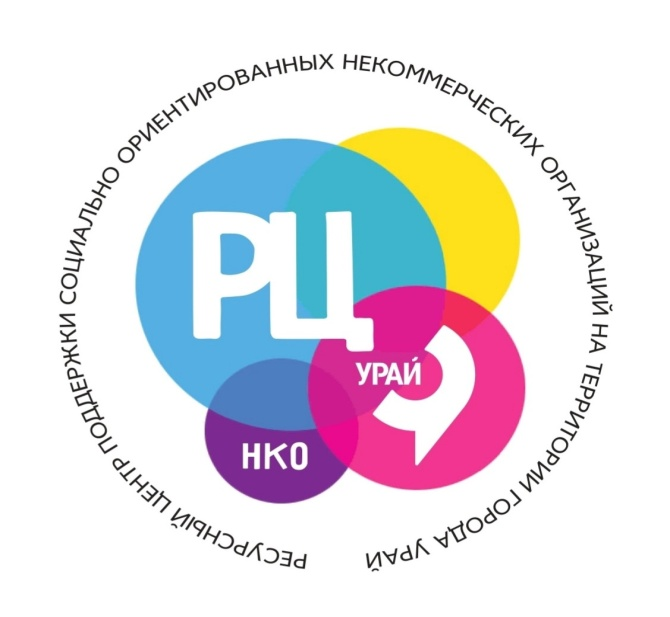 РЕСУРСНЫЙ ЦЕНТР ПОДДЕРЖКИ СОЦИАЛЬНО ОРИЕНТИРОВАННЫХ НЕКОММЕРЧЕСКИХ ОРГАНИЗАЦИЙ НА ТЕРРИТОРИИ ГОРОДА УРАЙ
РЦ
УРАЙ
НКО